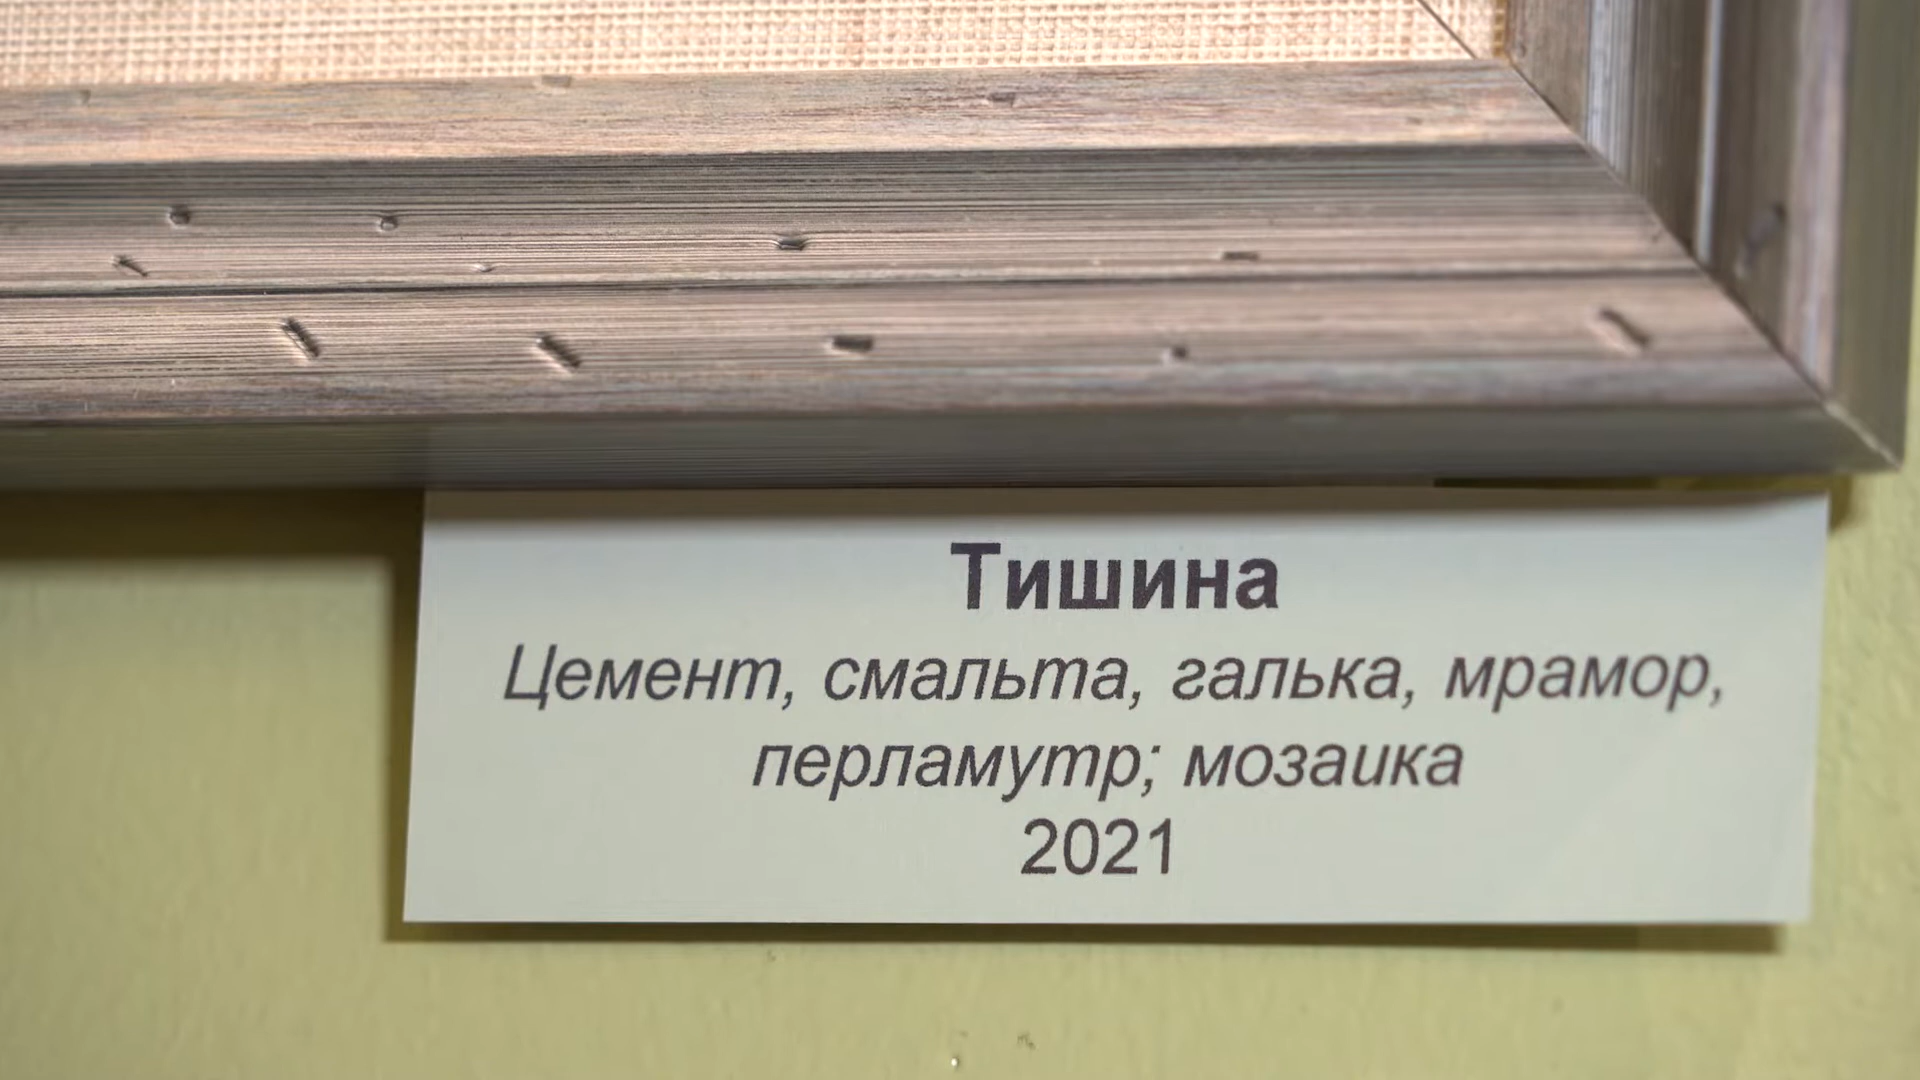 Тишина
Цемент, смальта, галька, мрамор,
перламутр; мозаика
2021